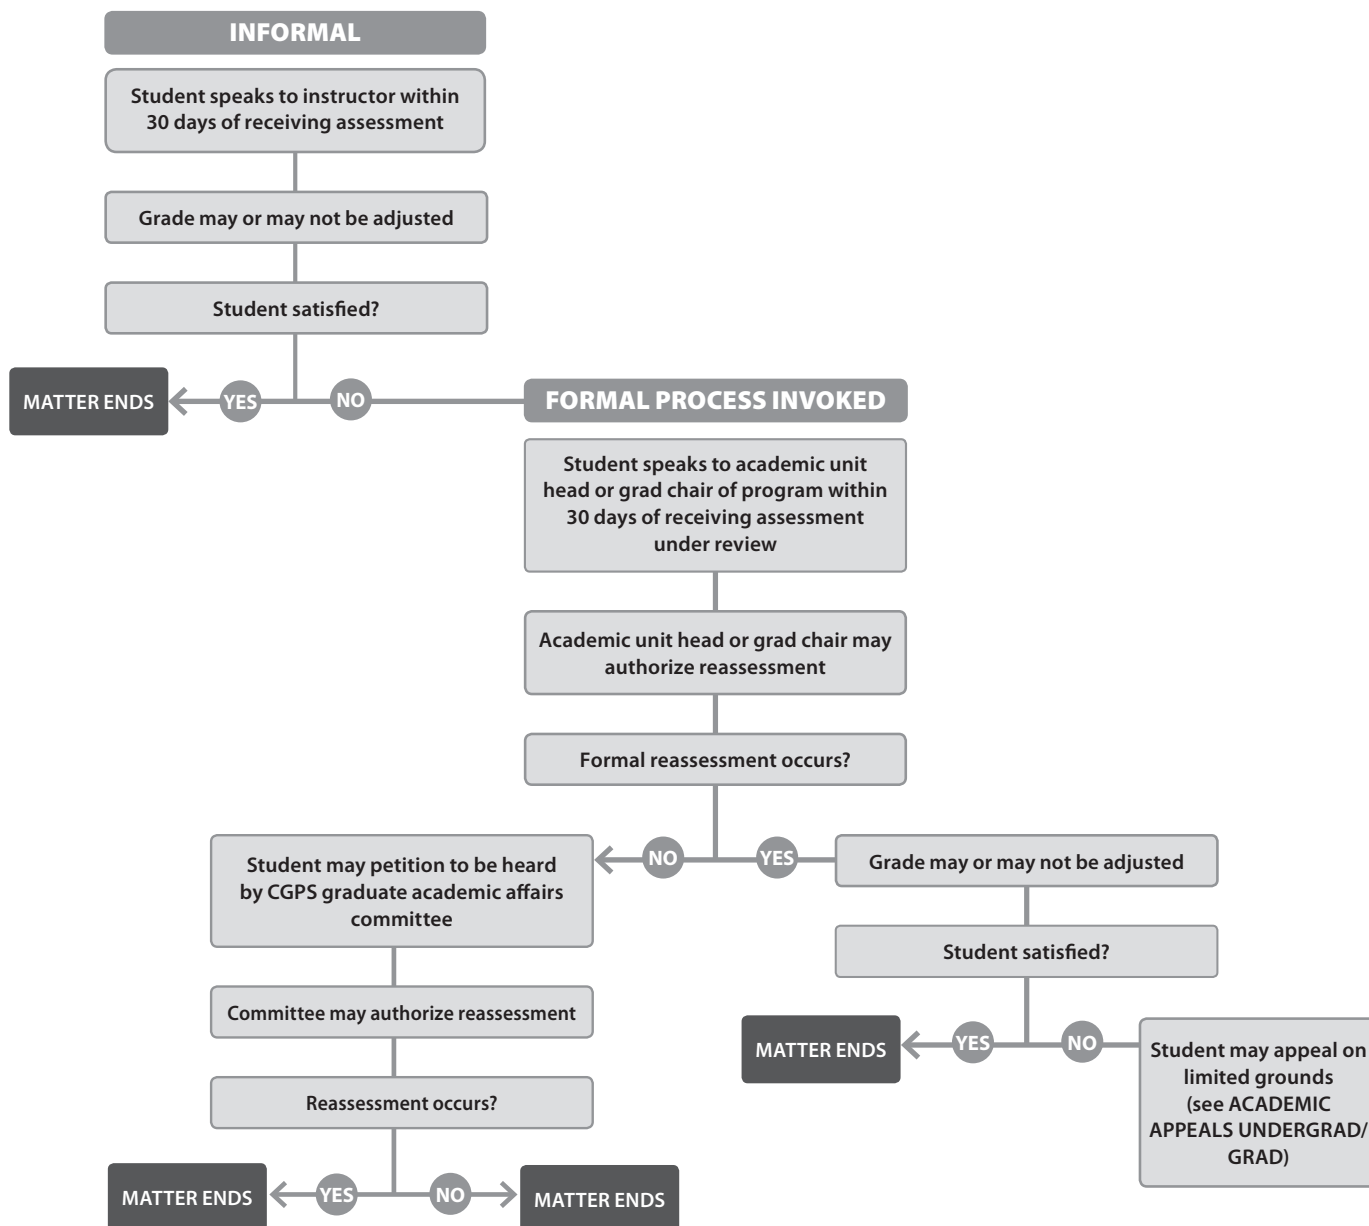 INFORMAL
Student speaks to instructor within
30 days of receiving assessment
Grade may or may not be adjusted
Student satisfied?
MATTER ENDS
YES
NO
FORMAL PROCESS INVOKED
Student speaks to academic unit
head or grad chair of program within
30 days of receiving assessment
under review
Academic unit head or grad chair may
authorize reassessment
Formal reassessment occurs?
NO
YES
Student may petition to be heard
by CGPS graduate academic affairs
committee
Committee may authorize reassessment
Reassessment occurs?
MATTER ENDS
YES
NO
MATTER ENDS
Grade may or may not be adjusted
Student satisfied?
MATTER ENDS
YES
NO
Student may appeal on
limited grounds
(see ACADEMIC
APPEALS UNDERGRAD/
GRAD)